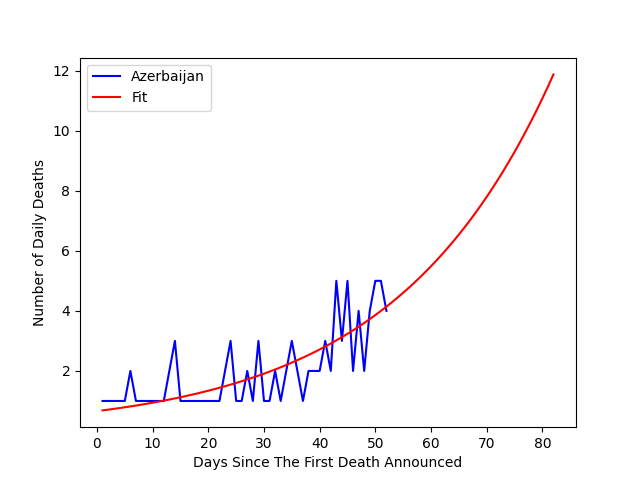 Azerbaijan
Fit
12
10
8
6
4
2
Number of Daily Deaths
0 10 20 30 40 50 60 70 80
Days Since The First Death Announced